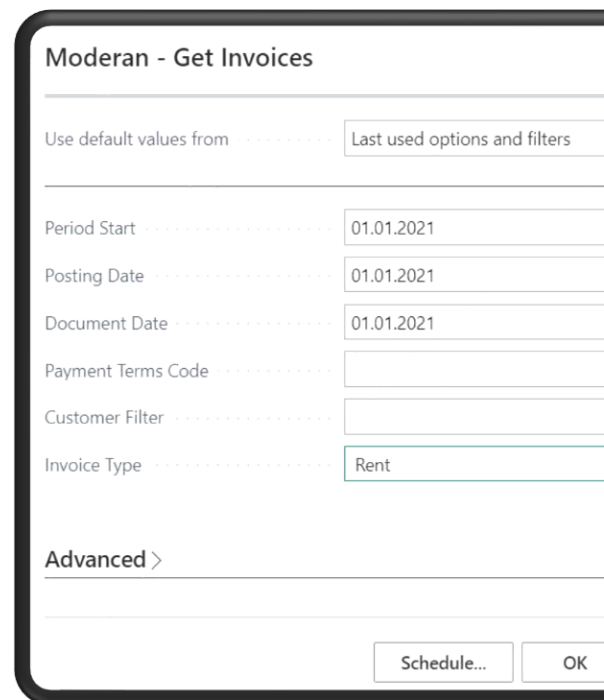 Moderan - Get Invoices
Use default values from Last used options and filters
Period Start 01.01.2021
Posting Date 01.01.2021
Document Date 01.01.2021
Payment Terms Code
Customer Filter
Invoice Type Rent
Advanced >
Schedule... OK